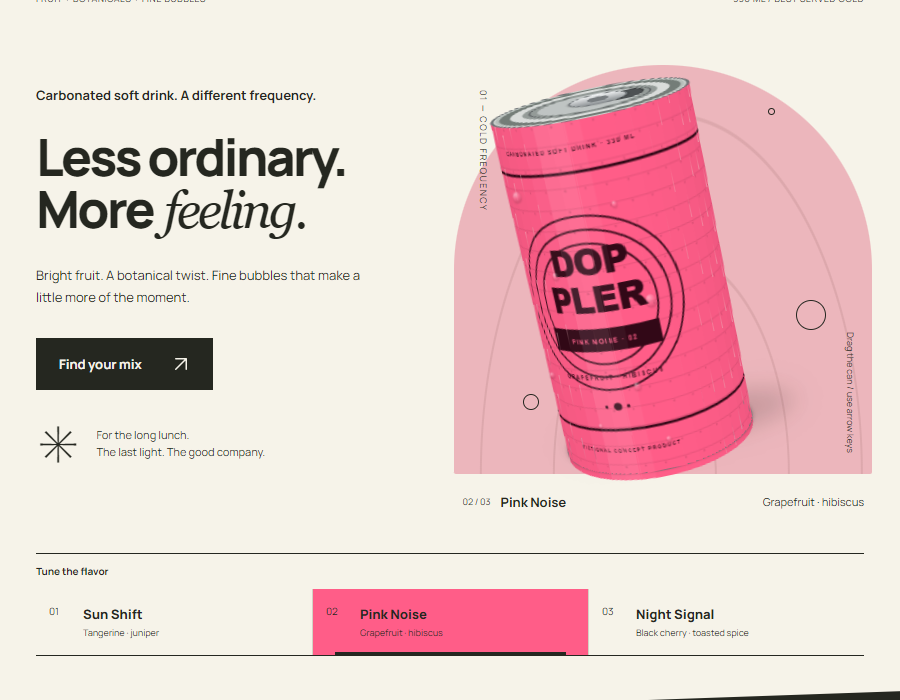 Carbonated soft drink. A different frequency.
Less ordinary.
More feeling.
Bright fruit. A botanical twist. Fine bubbles that make a
little more of the moment.
Find your mix
For the long lunch.
The last light. The good company.
01 — COLD FREQUENCY
CARBONATED SOFT DRINK · 330 ML
DOP
PLER
PINK NOISE · 02
GRAPEFRUIT · HIBISCUS
CONCEPT PRODUCT
Drag the can / use arrow keys
02 / 03 Pink Noise
Grapefruit · hibiscus
Tune the flavor
01 Sun Shift
Tangerine · juniper
02 Pink Noise
Grapefruit · hibiscus
03 Night Signal
Black cherry · toasted spice